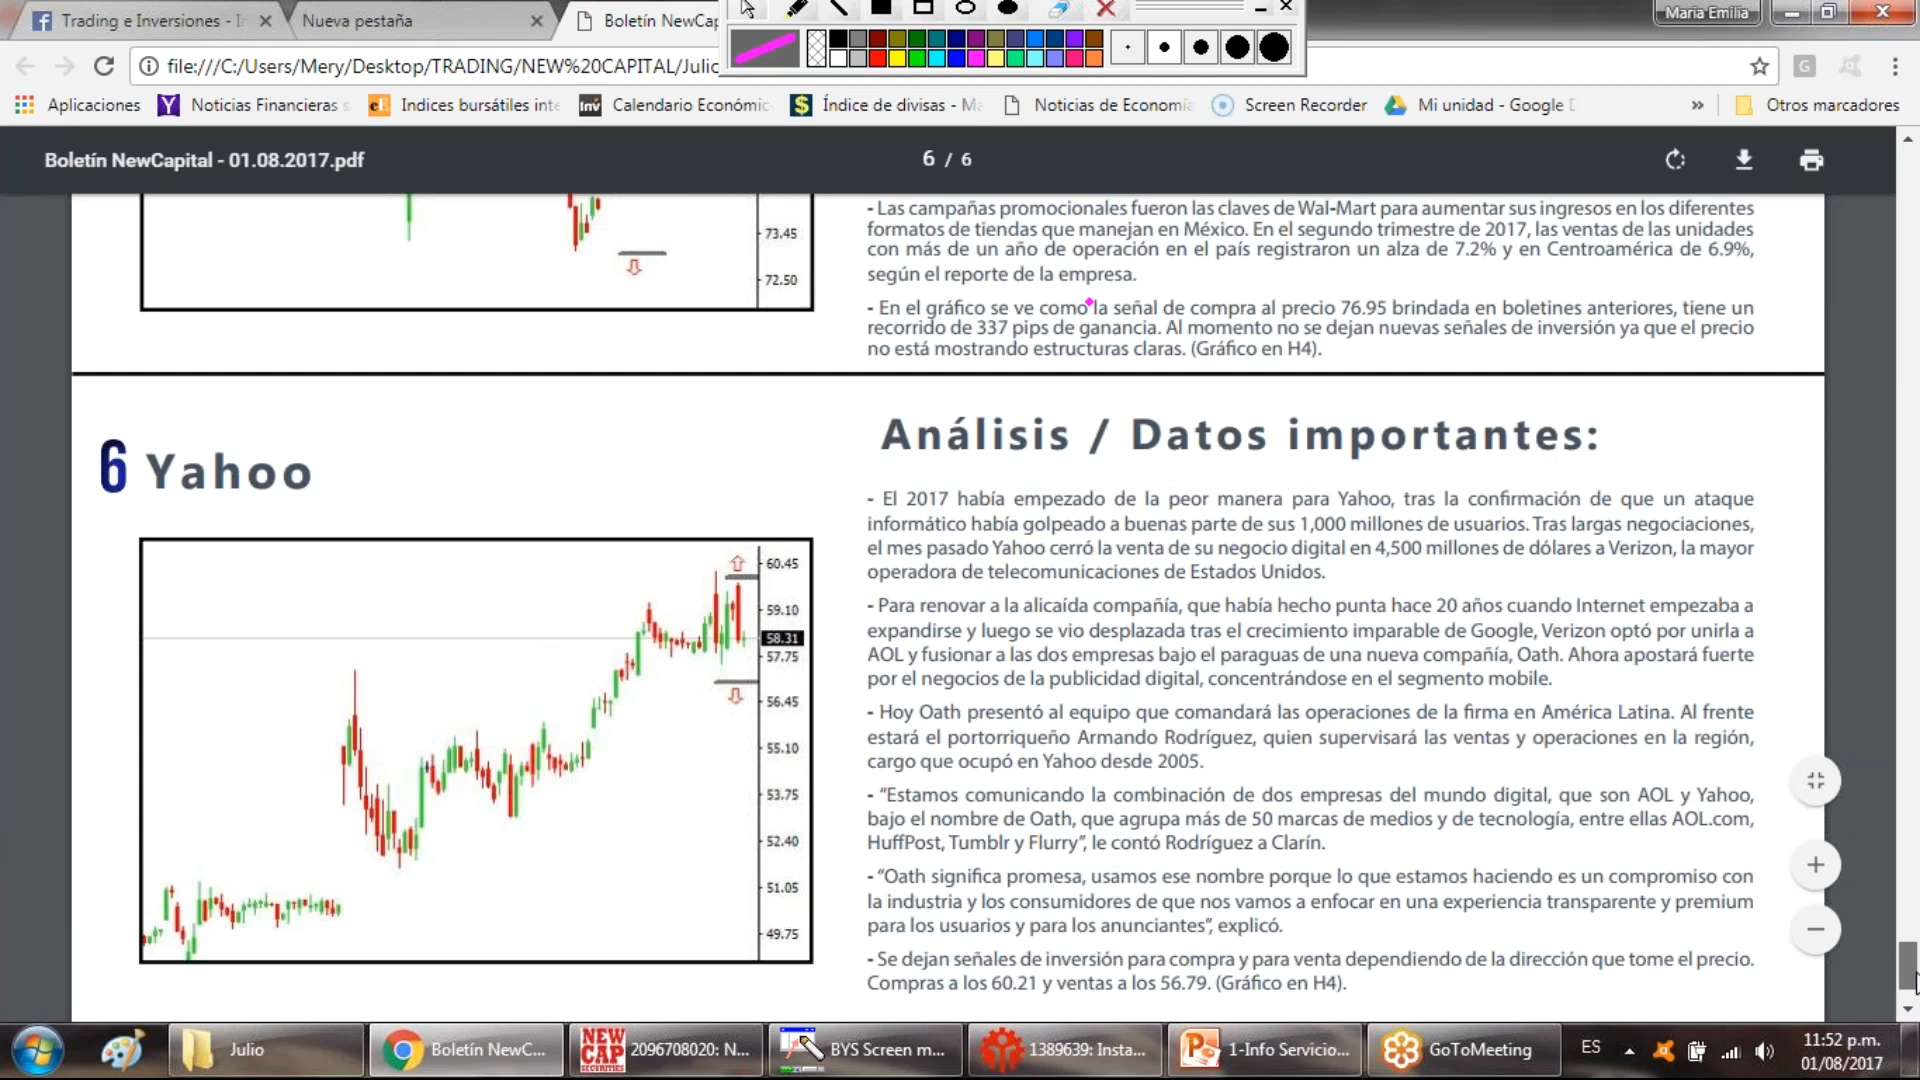 Trading e Inversiones - I
Nueva pestaña
Boletín NewCap
Maria Emilia
file:///C:/Users/Mery/Desktop/TRADING/NEW%20CAPITAL/Julio
Aplicaciones
Noticias Financieras s
Indices bursátiles inte
Calendario Económic
Índice de divisas - Ma
Noticias de Economía
Screen Recorder
Mi unidad - Google D
»
Otros marcadores
Boletín NewCapital - 01.08.2017.pdf
6 / 6
73.45
72.50
- Las campañas promocionales fueron las claves de Wal-Mart para aumentar sus ingresos en los diferentes
formatos de tiendas que manejan en México. En el segundo trimestre de 2017, las ventas de las unidades
con más de un año de operación en el país registraron un alza de 7.2% y en Centroamérica de 6.9%,
según el reporte de la empresa.
- En el gráfico se ve como la señal de compra al precio 76.95 brindada en boletines anteriores, tiene un
recorrido de 337 pips de ganancia. Al momento no se dejan nuevas señales de inversión ya que el precio
no está mostrando estructuras claras. (Gráfico en H4).
6 Yahoo
60.45
59.10
58.31
57.75
56.45
55.10
53.75
52.40
51.05
49.75
Análisis / Datos importantes:
- El 2017 había empezado de la peor manera para Yahoo, tras la confirmación de que un ataque
informático había golpeado a buenas parte de sus 1,000 millones de usuarios. Tras largas negociaciones,
el mes pasado Yahoo cerró la venta de su negocio digital en 4,500 millones de dólares a Verizon, la mayor
operadora de telecomunicaciones de Estados Unidos.
- Para renovar a la alicaída compañía, que había hecho punta hace 20 años cuando Internet empezaba a
expandirse y luego se vio desplazada tras el crecimiento imparable de Google, Verizon optó por unirla a
AOL y fusionar a las dos empresas bajo el paraguas de una nueva compañía, Oath. Ahora apostará fuerte
por el negocios de la publicidad digital, concentrándose en el segmento mobile.
- Hoy Oath presentó al equipo que comandará las operaciones de la firma en América Latina. Al frente
estará el portorriqueño Armando Rodríguez, quien supervisará las ventas y operaciones en la región,
cargo que ocupó en Yahoo desde 2005.
- “Estamos comunicando la combinación de dos empresas del mundo digital, que son AOL y Yahoo,
bajo el nombre de Oath, que agrupa más de 50 marcas de medios y de tecnología, entre ellas AOL.com,
HuffPost, Tumblr y Flurry”, le contó Rodríguez a Clarín.
- “Oath significa promesa, usamos ese nombre porque lo que estamos haciendo es un compromiso con
la industria y los consumidores de que nos vamos a enfocar en una experiencia transparente y premium
para los usuarios y para los anunciantes”, explicó.
- Se dejan señales de inversión para compra y para venta dependiendo de la dirección que tome el precio.
Compras a los 60.21 y ventas a los 56.79. (Gráfico en H4).
Julio
Boletín NewC...
NEW CAP SECURITIES
2096708020: N...
BYS Screen m...
1389639: Insta...
1-Info Servicio...
GoToMeeting
ES
11:52 p.m.
01/08/2017